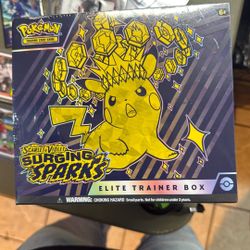 POKÉMON
TRADING CARD GAME
6+
SCARLET & VIOLET
SURGING
SPARKS
ELITE TRAINER BOX
WARNING: CHOKING HAZARD! Small parts. Not for children under 3 years.